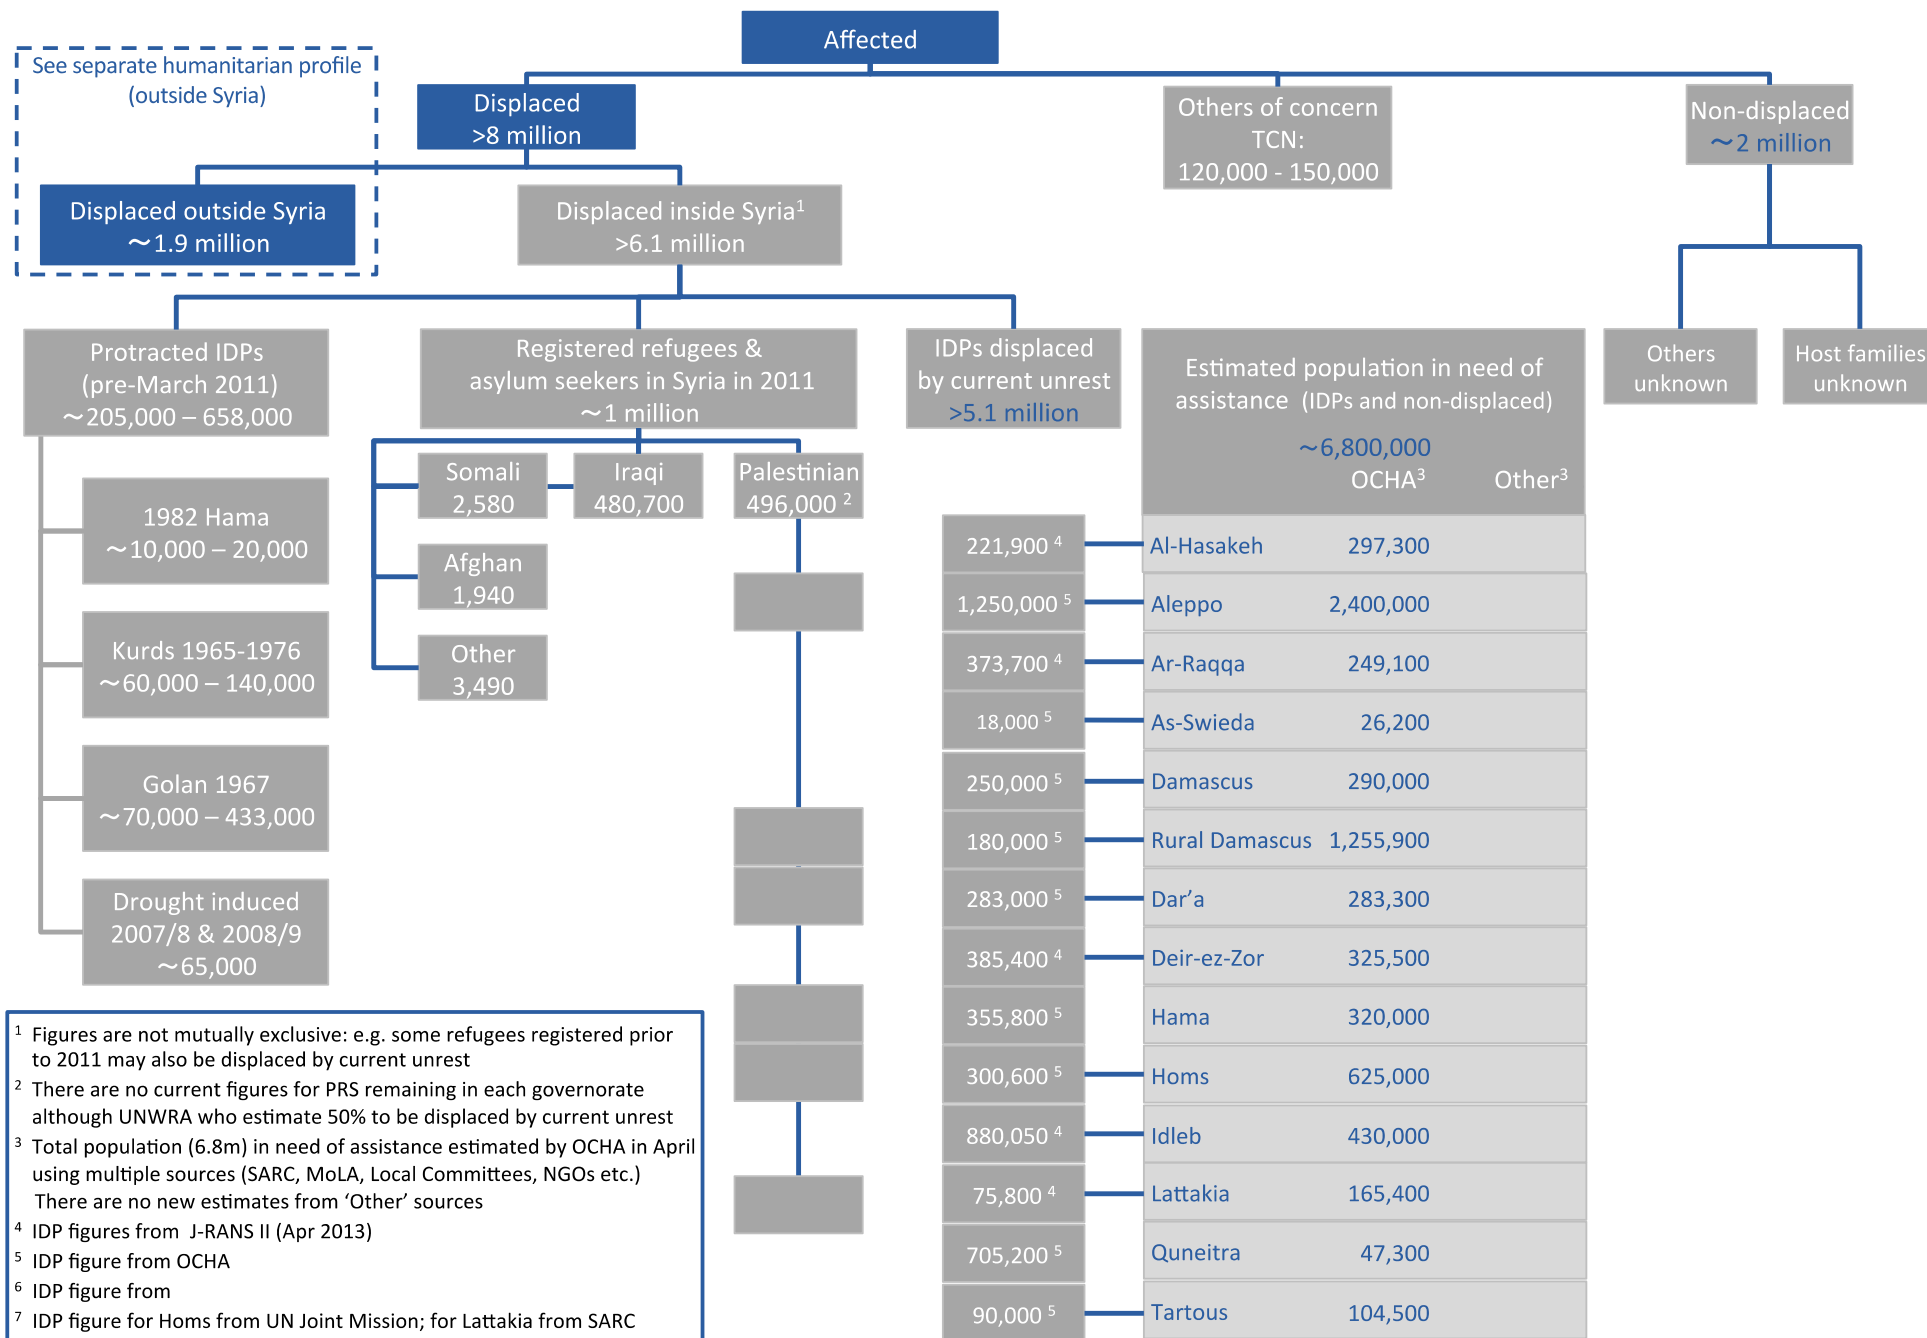 Affected
See separate humanitarian profile
(outside Syria)
Displaced
>8 million
Others of concern
TCN:
120,000 - 150,000
Non-displaced
~2 million
Displaced outside Syria
~1.9 million
Displaced inside Syria¹
>6.1 million
Protracted IDPs
(pre-March 2011)
~205,000 – 658,000
Registered refugees &
asylum seekers in Syria in 2011
~1 million
IDPs displaced
by current unrest
>5.1 million
Estimated population in need of
assistance (IDPs and non-displaced)
~6,800,000
OCHA³ Other³
Others
unknown
Host families
unknown
1982 Hama
~10,000 – 20,000
Kurds 1965-1976
~60,000 – 140,000
Golan 1967
~70,000 – 433,000
Drought induced
2007/8 & 2008/9
~65,000
Somali
2,580
Iraqi
480,700
Palestinian
496,000 ²
Afghan
1,940
Other
3,490
221,900 ⁴ Al-Hasakeh 297,300
1,250,000 ⁵ Aleppo 2,400,000
373,700 ⁴ Ar-Raqqa 249,100
18,000 ⁵ As-Swieda 26,200
250,000 ⁵ Damascus 290,000
180,000 ⁵ Rural Damascus 1,255,900
283,000 ⁵ Dar’a 283,300
385,400 ⁴ Deir-ez-Zor 325,500
355,800 ⁵ Hama 320,000
300,600 ⁵ Homs 625,000
880,050 ⁴ Idleb 430,000
75,800 ⁴ Lattakia 165,400
705,200 ⁵ Quneitra 47,300
90,000 ⁵ Tartous 104,500
¹ Figures are not mutually exclusive: e.g. some refugees registered prior
to 2011 may also be displaced by current unrest
² There are no current figures for PRS remaining in each governorate
although UNWRA who estimate 50% to be displaced by current unrest
³ Total population (6.8m) in need of assistance estimated by OCHA in April
using multiple sources (SARC, MoLA, Local Committees, NGOs etc.)
There are no new estimates from ‘Other’ sources
⁴ IDP figures from J-RANS II (Apr 2013)
⁵ IDP figure from OCHA
⁶ IDP figure from
⁷ IDP figure for Homs from UN Joint Mission; for Lattakia from SARC